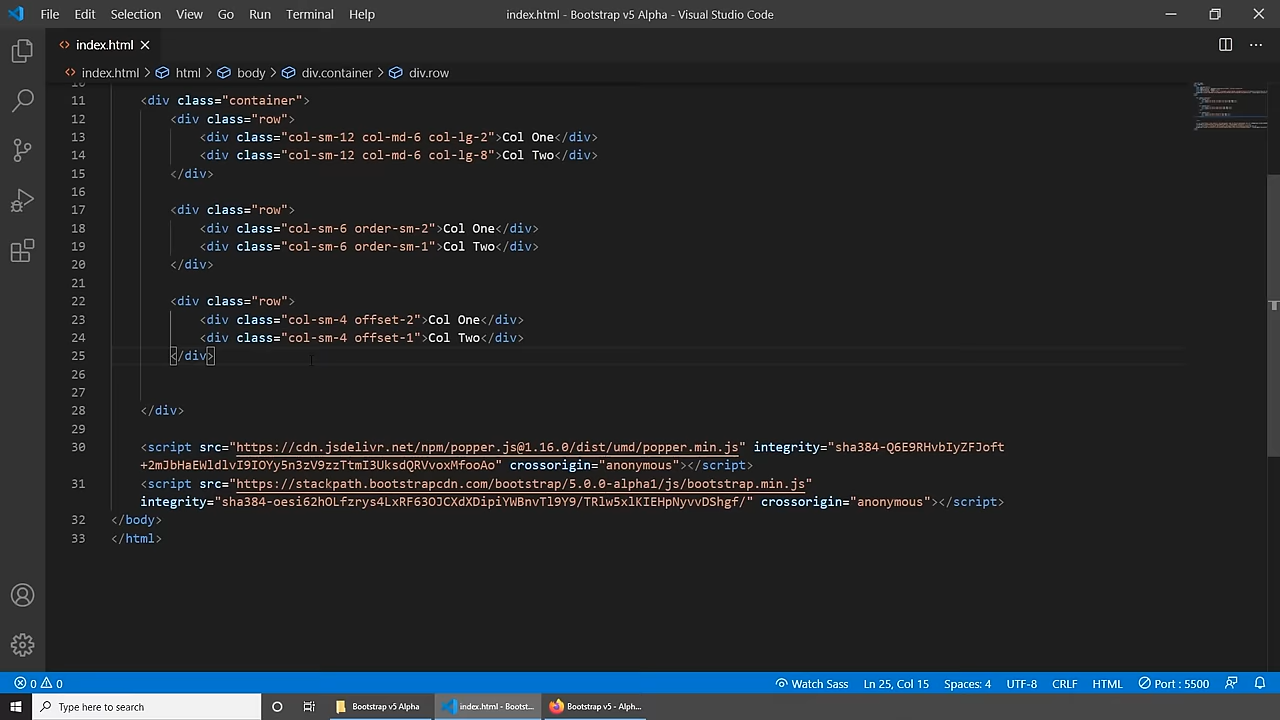 File Edit Selection View Go Run Terminal Help index.html - Bootstrap v5 Alpha - Visual Studio Code
index.html
index.html > html > body > div.container > div.row
11 <div class="container">
12 <div class="row">
13 <div class="col-sm-12 col-md-6 col-lg-2">Col One</div>
14 <div class="col-sm-12 col-md-6 col-lg-8">Col Two</div>
15 </div>
16
17 <div class="row">
18 <div class="col-sm-6 order-sm-2">Col One</div>
19 <div class="col-sm-6 order-sm-1">Col Two</div>
20 </div>
21
22 <div class="row">
23 <div class="col-sm-4 offset-2">Col One</div>
24 <div class="col-sm-4 offset-1">Col Two</div>
25 </div>
26
27
28 </div>
29
30 <script src="https://cdn.jsdelivr.net/npm/popper.js@1.16.0/dist/umd/popper.min.js" integrity="sha384-Q6E9RHvbIyZFJoft
+2mJbHaEWldlvI9IOYy5n3zV9zzTtmI3UksdQRVvoxMfooAo" crossorigin="anonymous"></script>
31 <script src="https://stackpath.bootstrapcdn.com/bootstrap/5.0.0-alpha1/js/bootstrap.min.js"
integrity="sha384-oesi62hOLfzrys4LxRF63OJCXdXDipiYWBnvTl9Y9/TRlw5xlKIEHpNyvvDShgf/" crossorigin="anonymous"></script>
32 </body>
33 </html>
0 0 Watch Sass Ln 25, Col 15 Spaces: 4 UTF-8 CRLF HTML Port : 5500
Type here to search Bootstrap v5 Alpha index.html - Bootst... Bootstrap v5 - Alph...